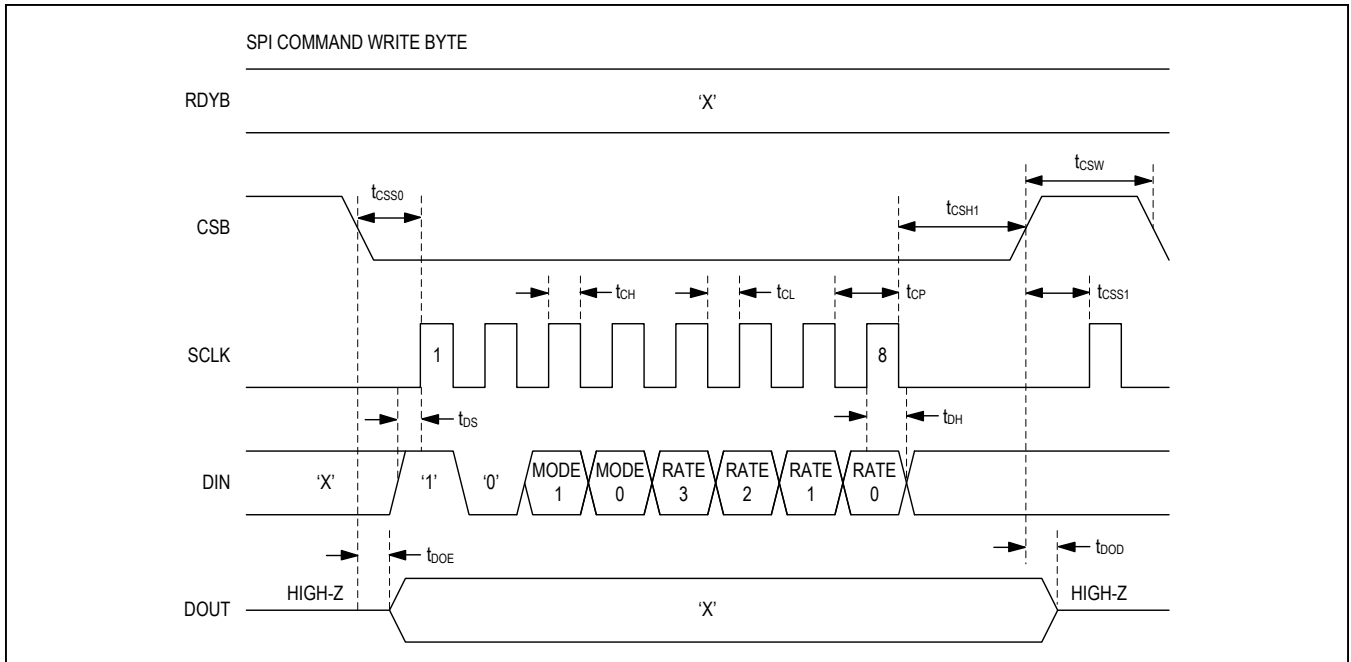 SPI COMMAND WRITE BYTE
RDYB
‘X’
tCSW
tCSS0
tCSH1
CSB
tCH
tCL
tCP
tCSS1
SCLK
1
8
tDS
tDH
DIN
‘X’
‘1’
‘0’
MODE 1
MODE 0
RATE 3
RATE 2
RATE 1
RATE 0
tDOE
tDOD
HIGH-Z
HIGH-Z
DOUT
‘X’